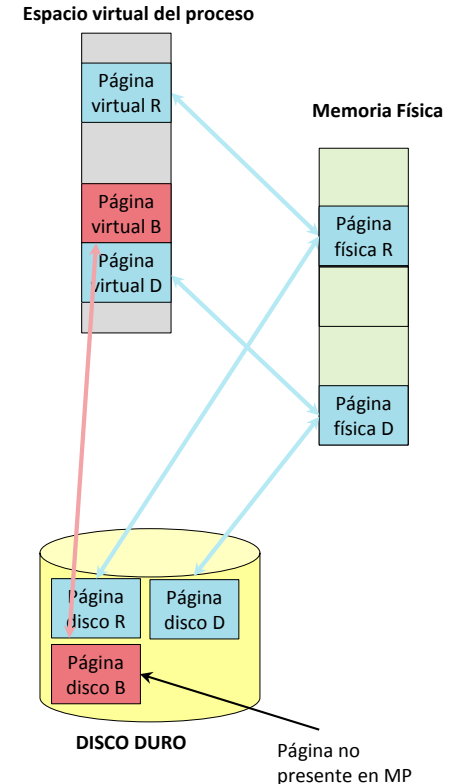 Espacio virtual del proceso
Página
virtual R
Memoria Física
Página
virtual B
Página
física R
Página
virtual D
Página
física D
Página
disco R
Página
disco D
Página
disco B
DISCO DURO
Página no
presente en MP